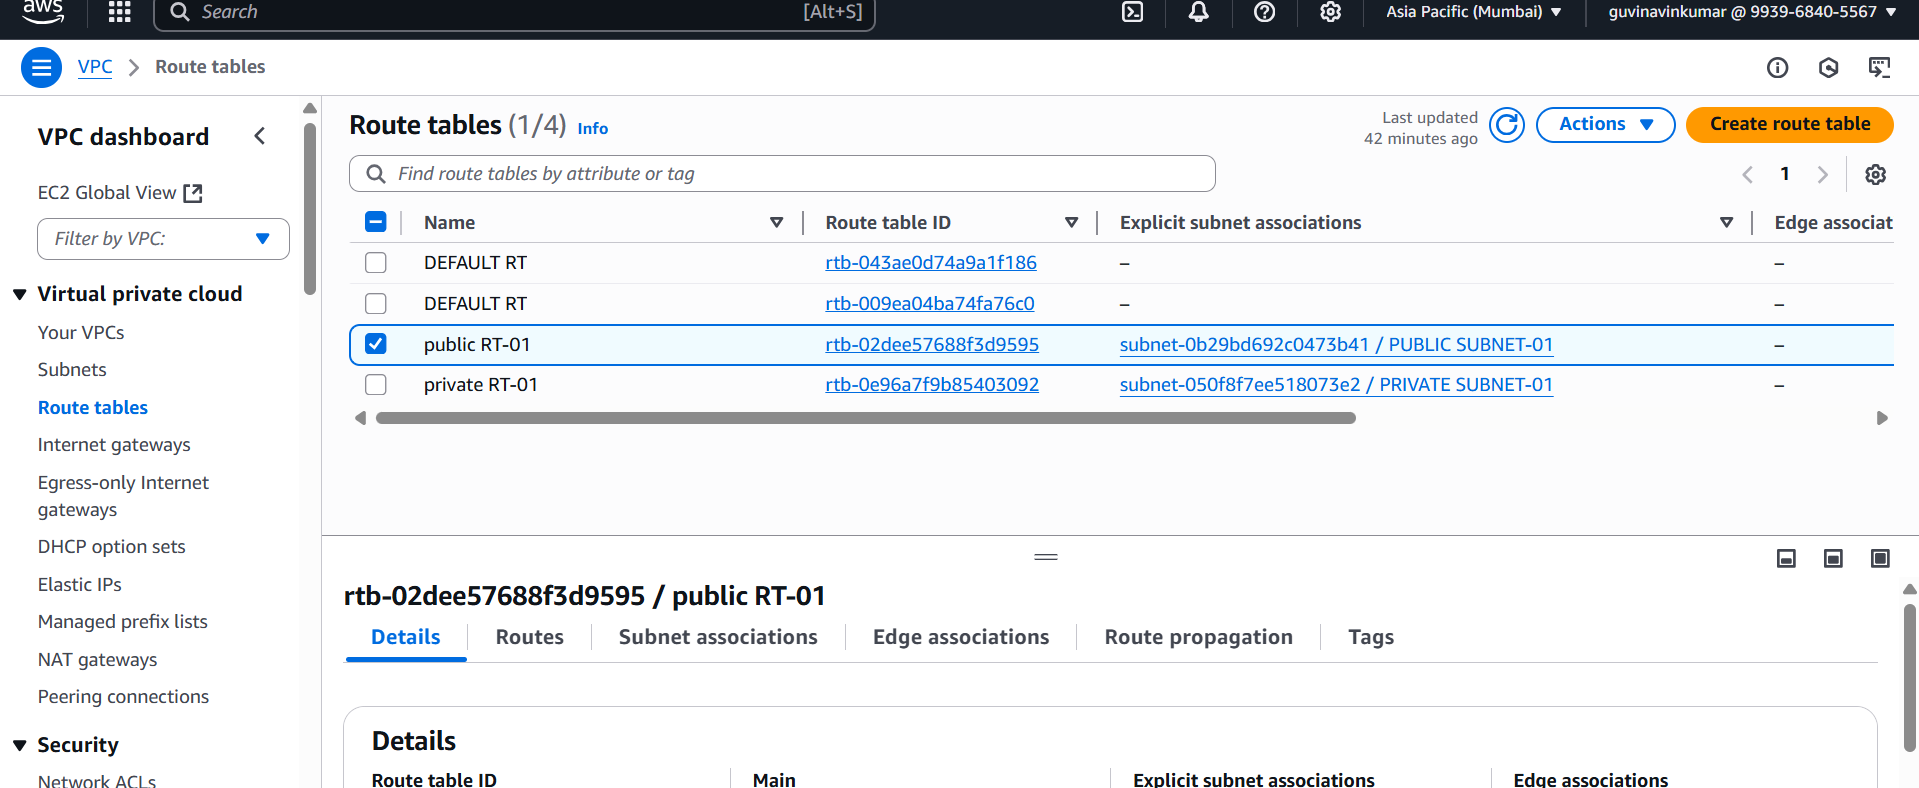 aws
Search
[Alt+S]
Asia Pacific (Mumbai)
guvinavinkumar @ 9939-6840-5567
VPC
Route tables
VPC dashboard
EC2 Global View
Filter by VPC:
Virtual private cloud
Your VPCs
Subnets
Route tables
Internet gateways
Egress-only Internet
gateways
DHCP option sets
Elastic IPs
Managed prefix lists
NAT gateways
Peering connections
Security
Network ACLs
Route tables (1/4) Info
Last updated
42 minutes ago
Actions
Create route table
Find route tables by attribute or tag
1
Name Route table ID Explicit subnet associations Edge associat
DEFAULT RT rtb-043ae0d74a9a1f186 – –
DEFAULT RT rtb-009ea04ba74fa76c0 – –
public RT-01 rtb-02dee57688f3d9595 subnet-0b29bd692c0473b41 / PUBLIC SUBNET-01 –
private RT-01 rtb-0e96a7f9b85403092 subnet-050f8f7ee518073e2 / PRIVATE SUBNET-01 –
rtb-02dee57688f3d9595 / public RT-01
Details Routes Subnet associations Edge associations Route propagation Tags
Details
Route table ID Main Explicit subnet associations Edge associations